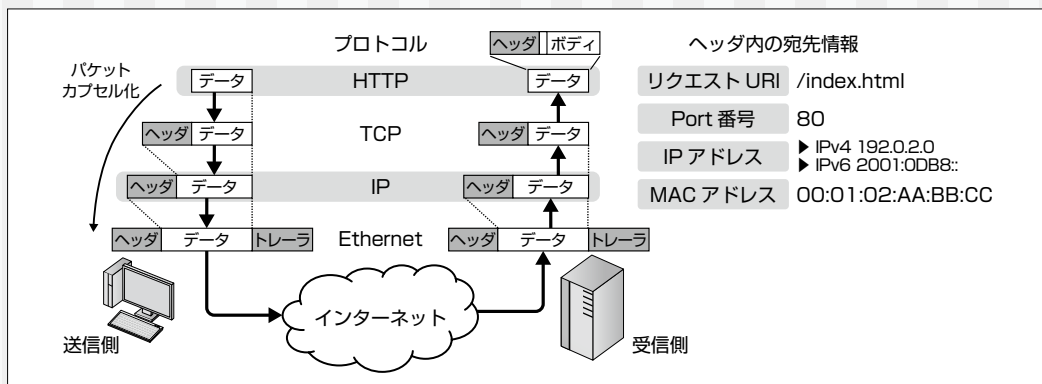 プロトコル
ヘッダ ボディ
ヘッダ内の宛先情報
パケット
カプセル化
データ
HTTP
データ
リクエスト URI /index.html
ヘッダ データ
TCP
ヘッダ データ
Port 番号 80
ヘッダ データ
IP
ヘッダ データ
IP アドレス
▶ IPv4 192.0.2.0
▶ IPv6 2001:0DB8::
MAC アドレス 00:01:02:AA:BB:CC
ヘッダ データ トレーラ
Ethernet
ヘッダ データ トレーラ
インターネット
送信側
受信側